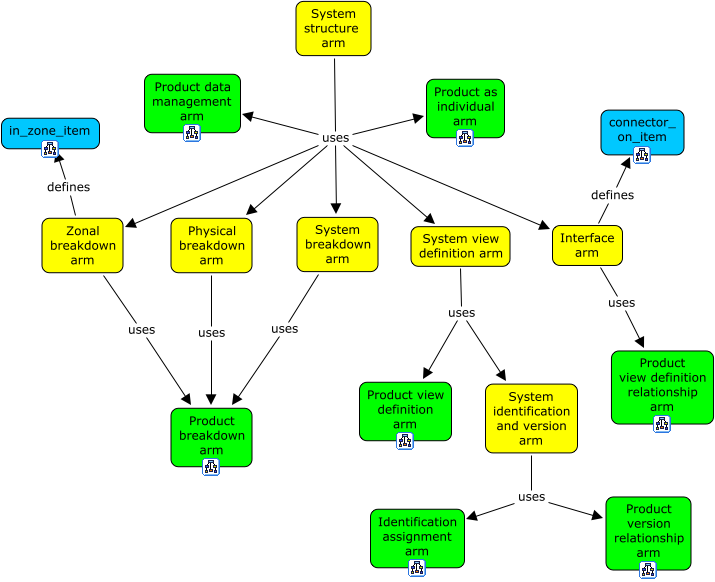 System
structure
arm
Product data
management
arm
Product as
individual
arm
in_zone_item
connector_
on_item
uses
defines
defines
Zonal
breakdown
arm
Physical
breakdown
arm
System
breakdown
arm
System view
definition arm
Interface
arm
uses
uses
uses
uses
uses
Product
breakdown
arm
Product view
definition
arm
System
identification
and version
arm
Product
view definition
relationship
arm
uses
Identification
assignment
arm
Product
version
relationship
arm